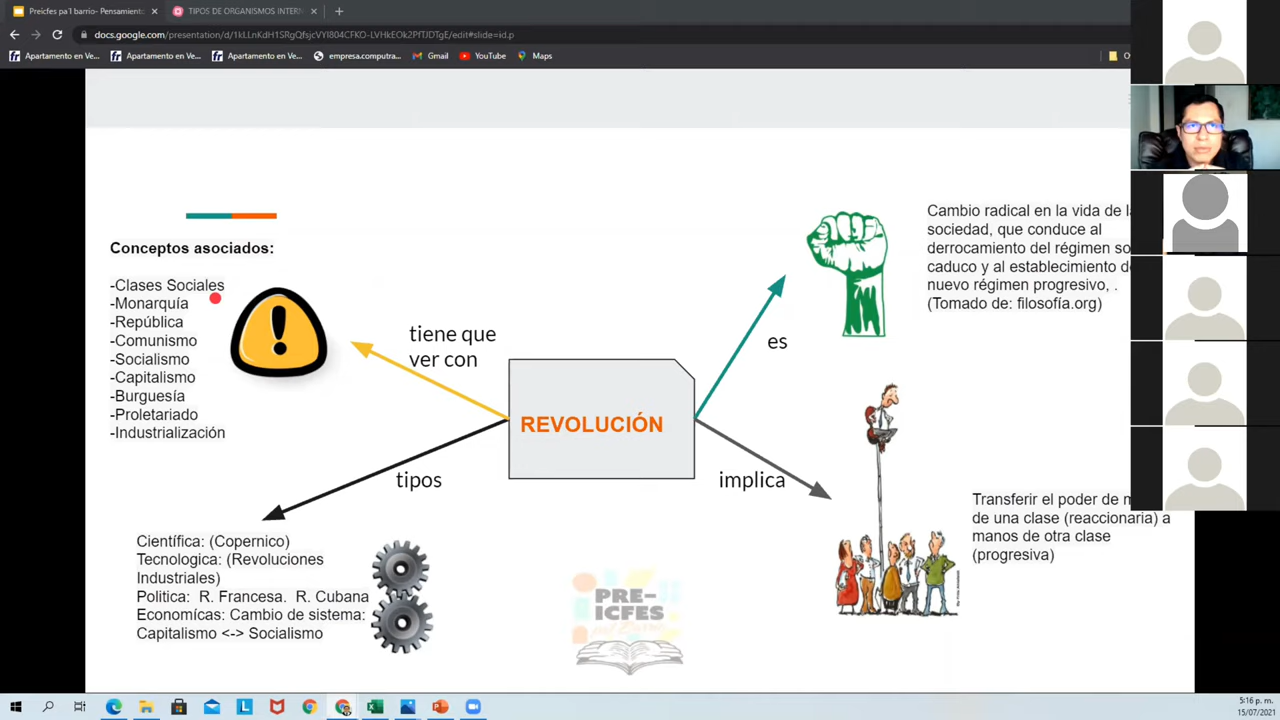 Preicfes pa'l barrio- Pensamiento
TIPOS DE ORGANISMOS INTERN
docs.google.com/presentation/d/1kLLnKdH1SRgQfsjcVYI804CFKO-LVHkEOk2PfTJDTgE/edit#slide=id.p
Apartamento en Ve...
Apartamento en Ve...
Apartamento en Ve...
empresa.computra...
Gmail
YouTube
Maps
Conceptos asociados:
-Clases Sociales
-Monarquía
-República
-Comunismo
-Socialismo
-Capitalismo
-Burguesía
-Proletariado
-Industrialización
tiene que
ver con
REVOLUCIÓN
es
Cambio radical en la vida de
sociedad, que conduce al
derrocamiento del régimen
caduco y al establecimiento
nuevo régimen progresivo, .
(Tomado de: filosofía.org)
tipos
implica
Científica: (Copernico)
Tecnologica: (Revoluciones
Industriales)
Politica: R. Francesa. R. Cubana
Economícas: Cambio de sistema:
Capitalismo <-> Socialismo
Transferir el poder de
de una clase (reaccionaria) a
manos de otra clase
(progresiva)
PRE-
ICFES
pal Barrio
5:16 p. m.
15/07/2021